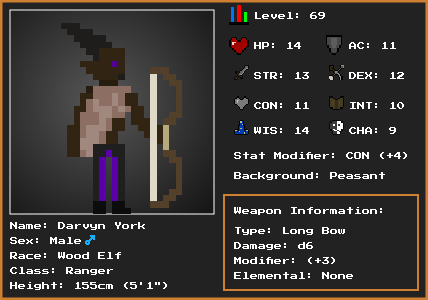 Level: 69
HP: 14
AC: 11
STR: 13
DEX: 12
CON: 11
INT: 10
WIS: 14
CHA: 9
Stat Modifier: CON (+4)
Background: Peasant
Name: Darvyn York
Sex: Male ♂
Race: Wood Elf
Class: Ranger
Height: 155cm (5'1")
Weapon Information:
Type: Long Bow
Damage: d6
Modifier: (+3)
Elemental: None